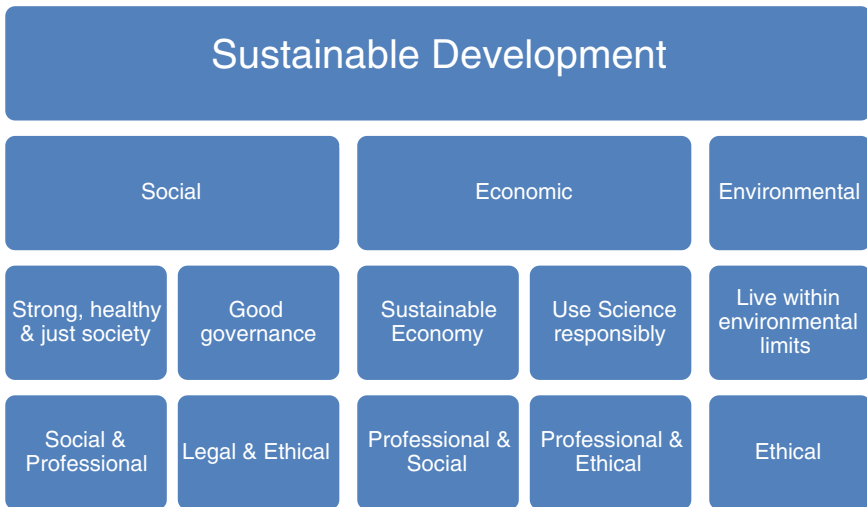 Sustainable Development
Social
Economic
Environmental
Strong, healthy
& just society
Good
governance
Sustainable
Economy
Use Science
responsibly
Live within
environmental
limits
Social &
Professional
Legal & Ethical
Professional &
Social
Professional &
Ethical
Ethical